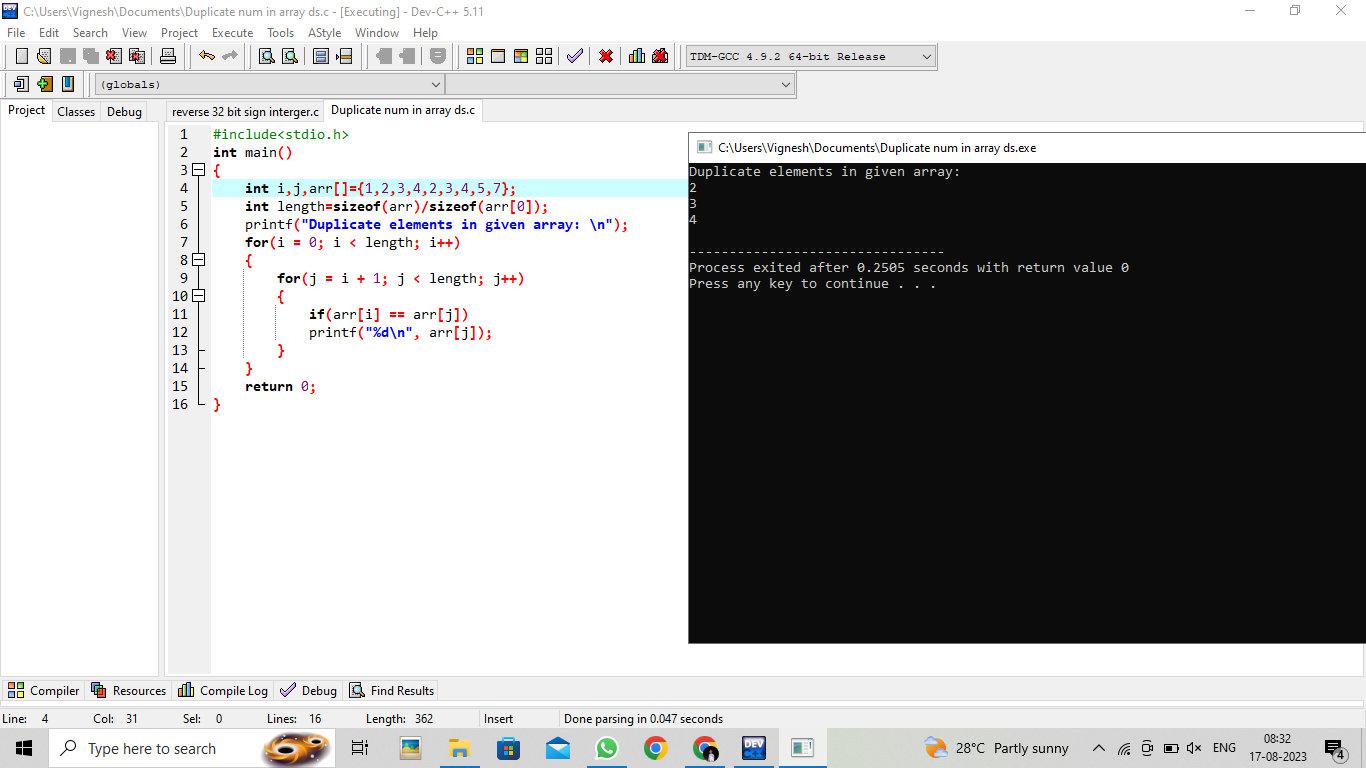 C:\Users\Vignesh\Documents\Duplicate num in array ds.c - [Executing] - Dev-C++ 5.11
File Edit Search View Project Execute Tools AStyle Window Help
TDM-GCC 4.9.2 64-bit Release
(globals)
Project Classes Debug
reverse 32 bit sign interger.c Duplicate num in array ds.c
1 #include<stdio.h>
2 int main()
3 {
4 int i,j,arr[]={1,2,3,4,2,3,4,5,7};
5 int length=sizeof(arr)/sizeof(arr[0]);
6 printf("Duplicate elements in given array: \n");
7 for(i = 0; i < length; i++)
8 {
9 for(j = i + 1; j < length; j++)
10 {
11 if(arr[i] == arr[j])
12 printf("%d\n", arr[j]);
13 }
14 }
15 return 0;
16 }
C:\Users\Vignesh\Documents\Duplicate num in array ds.exe
Duplicate elements in given array:
2
3
4
--------------------------------
Process exited after 0.2505 seconds with return value 0
Press any key to continue . . .
Compiler Resources Compile Log Debug Find Results
Line: 4 Col: 31 Sel: 0 Lines: 16 Length: 362 Insert Done parsing in 0.047 seconds
Type here to search
DEV
28°C Partly sunny
ENG
08:32
17-08-2023
4